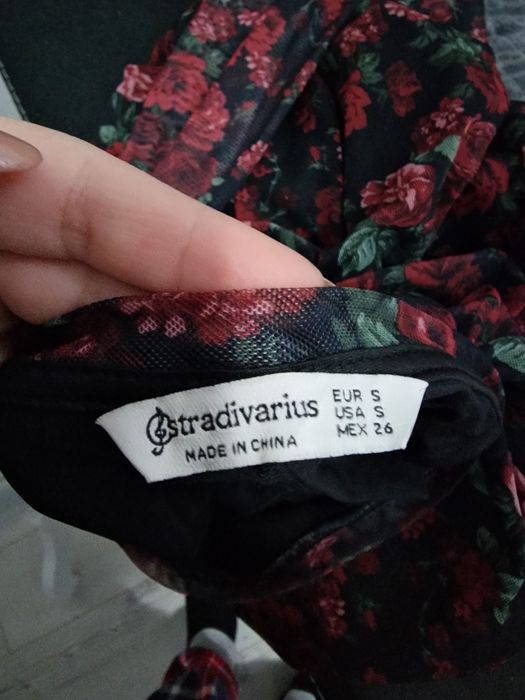 stradivarius
MADE IN CHINA
EUR S
USA S
MEX 26